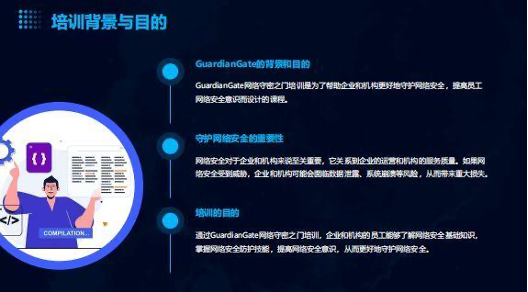 培训背景与目的
GuardianGate的背景和目的
GuardianGate网络守密之门培训是为了帮助企业和机构更好地守护网络安全，提高员工
网络安全意识而设计的课程。
守护网络安全的重要性
网络安全对于企业和机构来说至关重要，它关系到企业的运营和机构的服务质量。如果网
络安全受到威胁，企业和机构可能会面临数据泄露、系统崩溃等风险，从而带来重大损失。
培训的目的
通过GuardianGate网络守密之门培训，企业和机构的员工能够了解网络安全基础知识，
掌握网络安全防护技能，提高网络安全意识，从而更好地守护网络安全。
{ }
</>
COMPILATION...